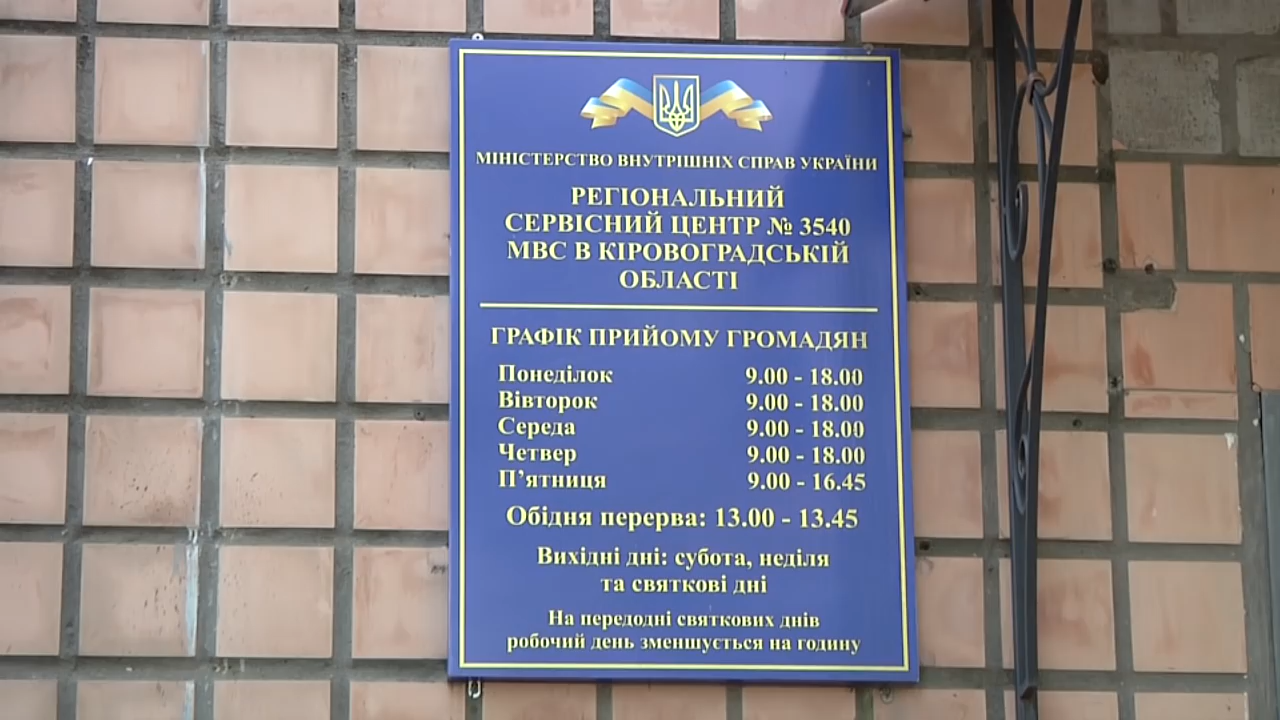 МІНІСТЕРСТВО ВНУТРІШНІХ СПРАВ УКРАЇНИ
РЕГІОНАЛЬНИЙ
СЕРВІСНИЙ ЦЕНТР № 3540
МВС В КІРОВОГРАДСЬКІЙ
ОБЛАСТІ
ГРАФІК ПРИЙОМУ ГРОМАДЯН
Понеділок 9.00 - 18.00
Вівторок 9.00 - 18.00
Середа 9.00 - 18.00
Четвер 9.00 - 18.00
П’ятниця 9.00 - 16.45
Обідня перерва: 13.00 - 13.45
Вихідні дні: субота, неділя
та святкові дні
На передодні святкових днів
робочий день зменшується на годину